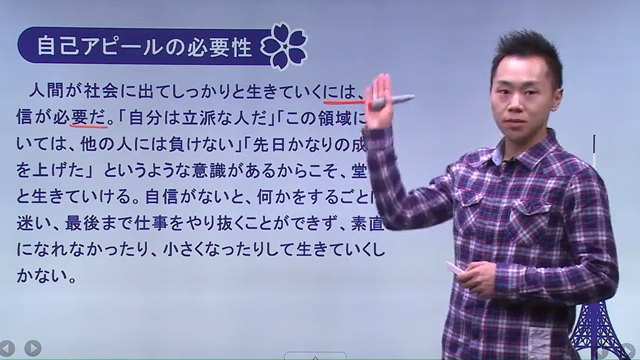 自己アピールの必要性
人間が社会に出てしっかりと生きていくには、
信が必要だ。「自分は立派な人だ」「この領域に
いては、他の人には負けない」「先日かなりの成
を上げた」というような意識があるからこそ、堂
と生きていける。自信がないと、何かをするごとに
迷い、最後まで仕事をやり抜くことができず、素直
になれなかったり、小さくなったりして生きていくし
かない。